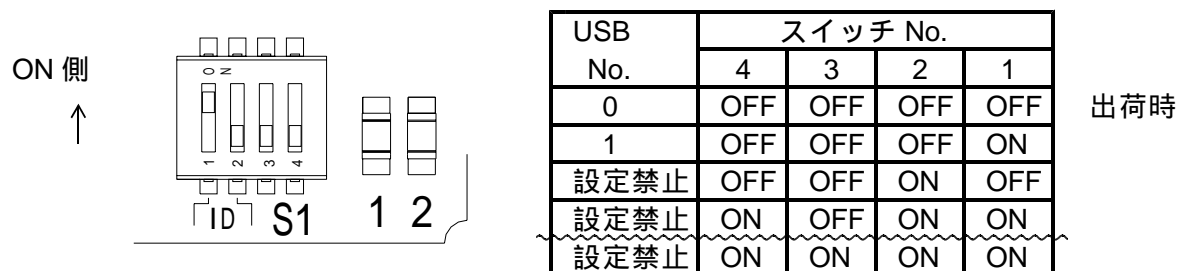 ON 側
↑
O N
1 2 3 4
ID S1 1 2
USB No. スイッチ No.
4 3 2 1
0 OFF OFF OFF OFF 出荷時
1 OFF OFF OFF ON
設定禁止 OFF OFF ON OFF
設定禁止 ON OFF ON ON
設定禁止 ON ON ON ON